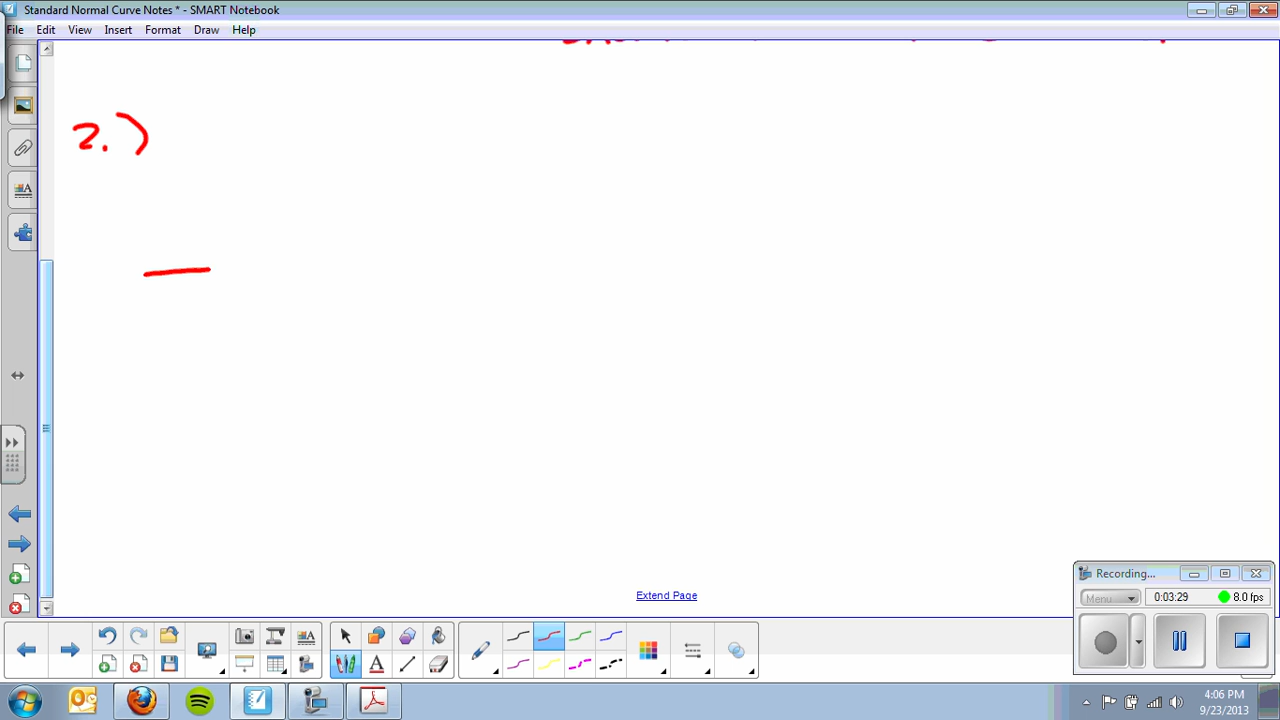 Standard Normal Curve Notes * - SMART Notebook
File Edit View Insert Format Draw Help
2.)
Extend Page
Recording...
Menu
0:03:29
8.0 fps
4:06 PM
9/23/2013